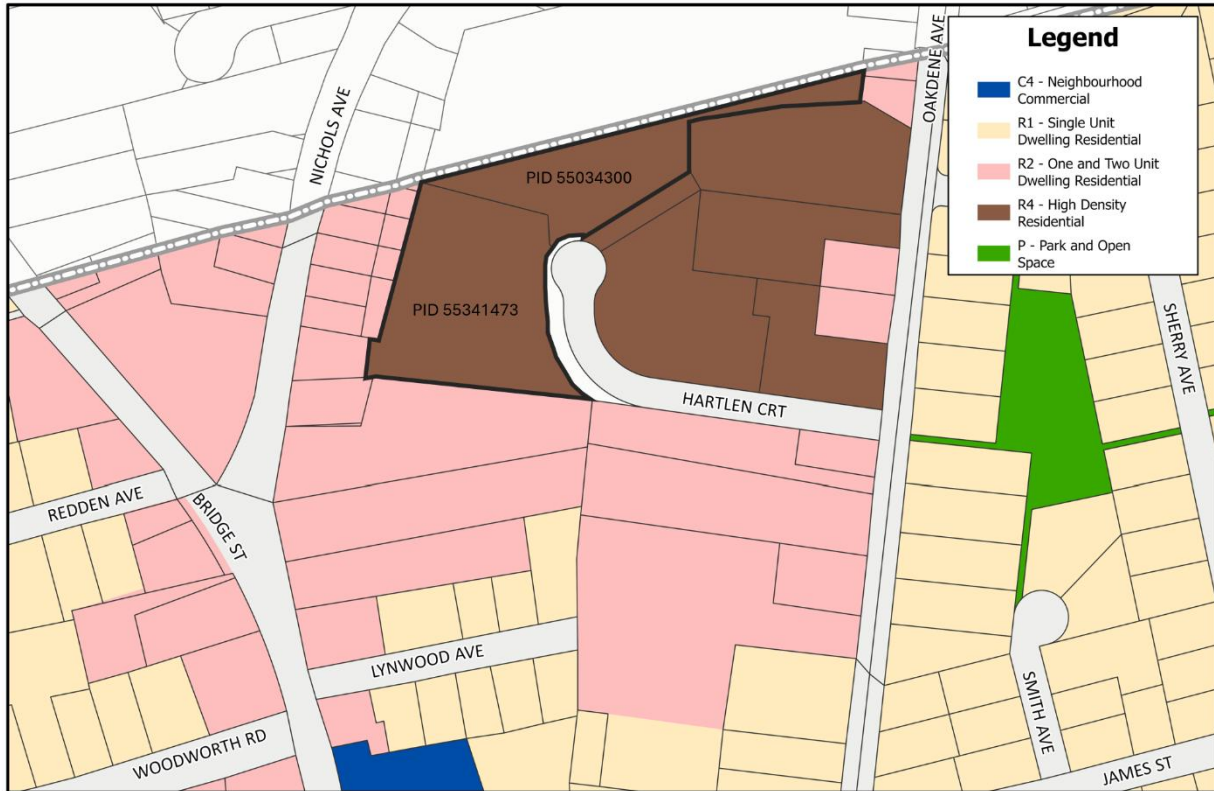 Legend
C4 - Neighbourhood
Commercial
R1 - Single Unit
Dwelling Residential
R2 - One and Two Unit
Dwelling Residential
R4 - High Density
Residential
P - Park and Open
Space
OAKDENE AVE
NICHOLS AVE
PID 55034300
PID 55341473
SHERRY AVE
HARTLEN CRT
REDDEN AVE
BRIDGE ST
LYNWOOD AVE
SMITH AVE
WOODWORTH RD
JAMES ST